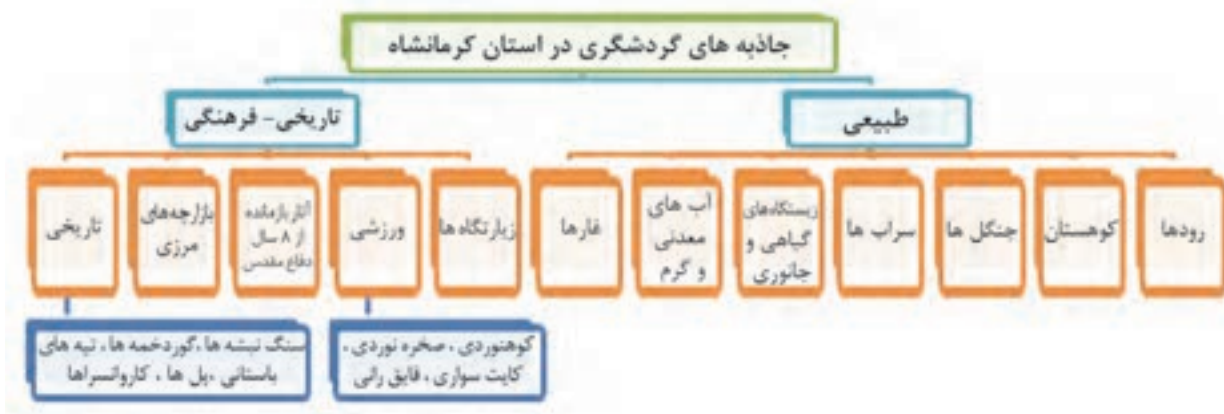 جاذبه های گردشگری در استان کرمانشاه
طبیعی
تاریخی- فرهنگی
رودها
کوهستان
جنگل ها
سراب ها
زیستگاه‌های
گیاهی و
جانوری
آب های
معدنی
و گرم
غارها
زیارتگاه ها
ورزشی
آثار بازمانده
از ۸ سال
دفاع مقدس
بازارچه‌های
مرزی
تاریخی
کوهنوردی ، صخره نوردی ،
کایت سواری ، قایق رانی
سنگ نبشته ها ،گوردخمه ها ، تپه های
باستانی ،پل ها ، کاروانسراها